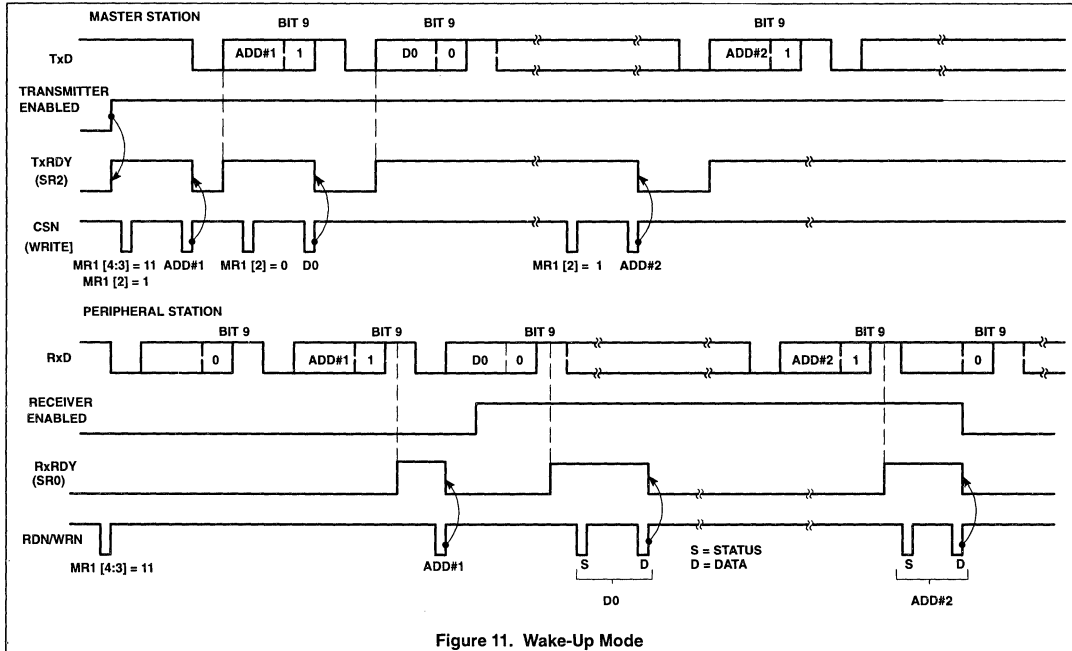 MASTER STATION
BIT 9 BIT 9 BIT 9
TxD ADD#1 1 D0 0 ADD#2 1
TRANSMITTER
ENABLED
TxRDY
(SR2)
CSN
(WRITE]
MR1 [4:3] = 11 ADD#1 MR1 [2] = 0 D0 MR1 [2] = 1 ADD#2
MR1 [2] = 1
PERIPHERAL STATION
BIT 9 BIT 9 BIT 9 BIT 9 BIT 9
RxD 0 ADD#1 1 D0 0 ADD#2 1 0
RECEIVER
ENABLED
RxRDY
(SR0)
RDN/WRN
MR1 [4:3] = 11 ADD#1 S D S = STATUS S D
D = DATA
D0 ADD#2
Figure 11. Wake-Up Mode